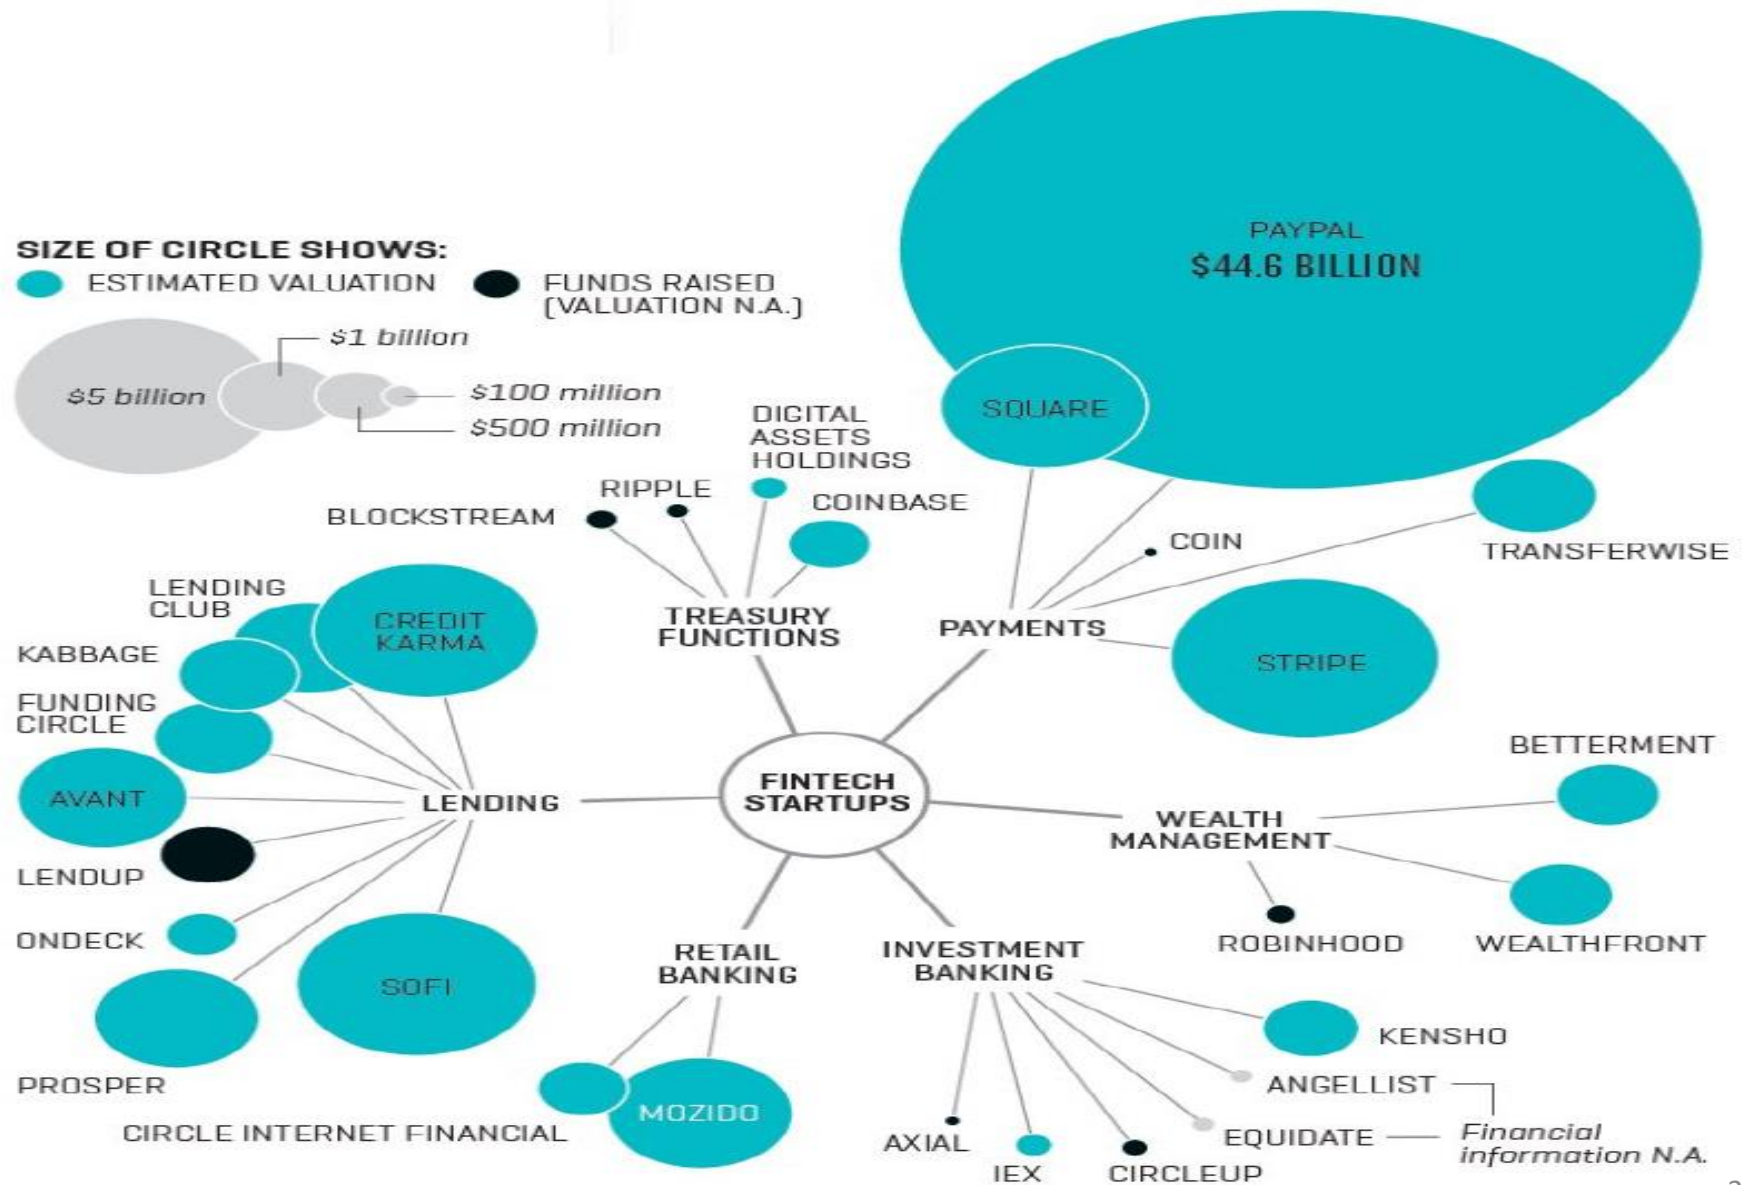 PAYPAL
$44.6 BILLION
SIZE OF CIRCLE SHOWS:
ESTIMATED VALUATION
FUNDS RAISED
(VALUATION N.A.)
$1 billion
$5 billion
$100 million
$500 million
SQUARE
DIGITAL
ASSETS
HOLDINGS
RIPPLE
COINBASE
BLOCKSTREAM
COIN
TRANSFERWISE
LENDING
CLUB
CREDIT
KARMA
TREASURY
FUNCTIONS
PAYMENTS
KABBAGE
STRIPE
FUNDING
CIRCLE
BETTERMENT
AVANT
LENDING
FINTECH
STARTUPS
WEALTH
MANAGEMENT
LENDUP
ONDECK
ROBINHOOD
WEALTHFRONT
RETAIL
BANKING
INVESTMENT
BANKING
SOFI
PROSPER
KENSHO
ANGELLIST
CIRCLE INTERNET FINANCIAL
MOZIDO
AXIAL
IEX
CIRCLEUP
EQUIDATE
Financial
information N.A.